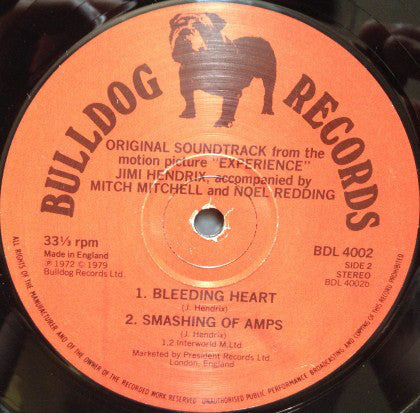 BULLDOG RECORDS
ORIGINAL SOUNDTRACK from the
motion picture "EXPERIENCE"
JIMI HENDRIX, accompanied by
MITCH MITCHELL and NOEL REDDING
33⅓ rpm
Made in England
℗ 1972 © 1979
Bulldog Records Ltd.
BDL 4002
SIDE 2
STEREO
BDL 4002b
1. BLEEDING HEART
(J. Hendrix)
2. SMASHING OF AMPS
(J. Hendrix)
1,2 Interworld M.Ltd
Marketed by President Records Ltd.
London, England
ALL RIGHTS OF THE MANUFACTURER AND OF THE OWNER OF THE RECORDED WORK RESERVED UNAUTHORISED PUBLIC PERFORMANCE BROADCASTING AND COPYING OF THIS RECORD PROHIBITED.